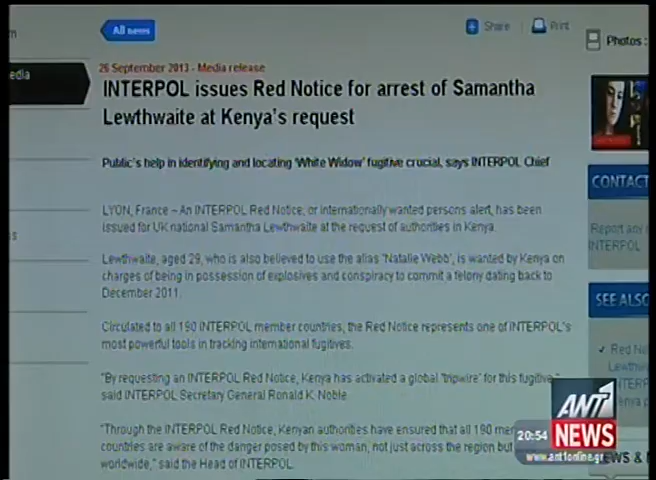 All news
Share
Print
Photos:
edia
26 September 2013 - Media release
INTERPOL issues Red Notice for arrest of Samantha
Lewthwaite at Kenya's request
Public's help in identifying and locating 'White Widow' fugitive crucial, says INTERPOL Chief
LYON, France – An INTERPOL Red Notice, or internationally wanted persons alert, has been
issued for UK national Samantha Lewthwaite at the request of authorities in Kenya.
Lewthwaite, aged 29, who is also believed to use the alias 'Natalie Webb', is wanted by Kenya on
charges of being in possession of explosives and conspiracy to commit a felony dating back to
December 2011.
Circulated to all 190 INTERPOL member countries, the Red Notice represents one of INTERPOL's
most powerful tools in tracking international fugitives.
"By requesting an INTERPOL Red Notice, Kenya has activated a global 'tripwire' for this fugitive,"
said INTERPOL Secretary General Ronald K. Noble.
"Through the INTERPOL Red Notice, Kenyan authorities have ensured that all 190 mem
countries are aware of the danger posed by this woman, not just across the region but
worldwide," said the Head of INTERPOL.
CONTACT
Report any
INTERPOL
SEE ALSO
Red No
Lewthw
INTERP
Kenya
ANT1
20:54 NEWS
www.ant1online.gr
EWS &